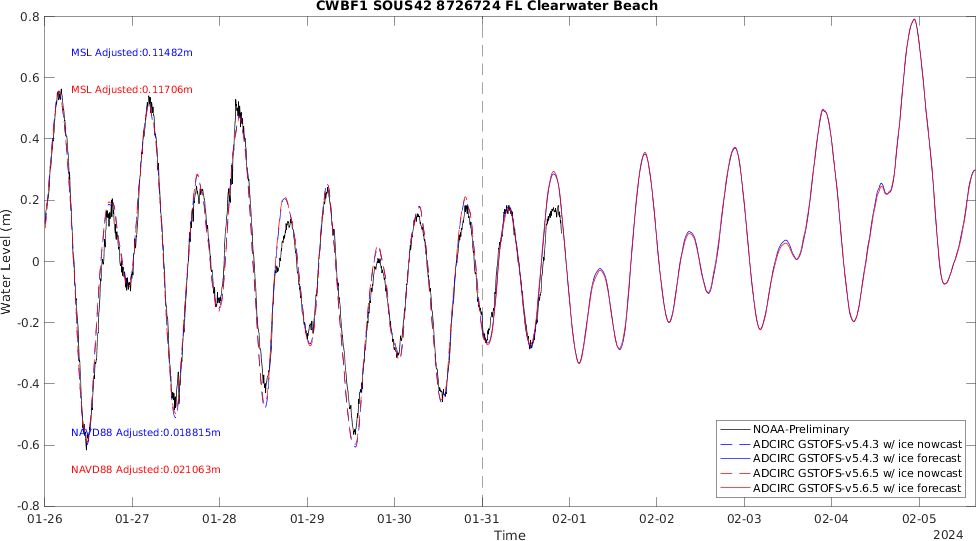 CWBF1 SOUS42 8726724 FL Clearwater Beach
0.8
0.6
0.4
0.2
0
-0.2
-0.4
-0.6
-0.8
Water Level (m)
MSL Adjusted:0.11482m
MSL Adjusted:0.11706m
NAVD88 Adjusted:0.018815m
NAVD88 Adjusted:0.021063m
NOAA-Preliminary
ADCIRC GSTOFS-v5.4.3 w/ ice nowcast
ADCIRC GSTOFS-v5.4.3 w/ ice forecast
ADCIRC GSTOFS-v5.6.5 w/ ice nowcast
ADCIRC GSTOFS-v5.6.5 w/ ice forecast
01-26 01-27 01-28 01-29 01-30 01-31 02-01 02-02 02-03 02-04 02-05
Time
2024